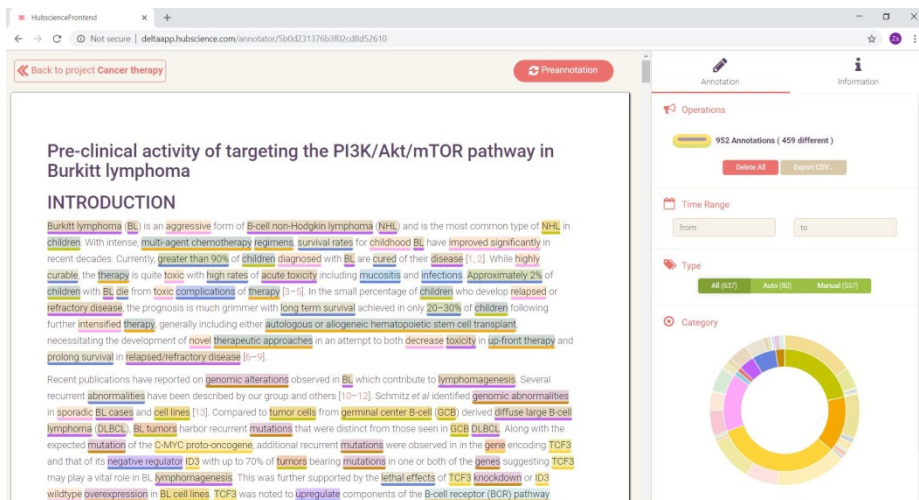 HubscienceFrontend
Not secure | deltaapp.hubscience.com/annotator/5b0d231376b3f02cd8d52610
Zs
Back to project Cancer therapy
Preannotation
Pre-clinical activity of targeting the PI3K/Akt/mTOR pathway in
Burkitt lymphoma
INTRODUCTION
Burkitt lymphoma (BL) is an aggressive form of B-cell non-Hodgkin lymphoma (NHL) and is the most common type of NHL in
children. With intense, multi-agent chemotherapy regimens, survival rates for childhood BL have improved significantly in
recent decades. Currently, greater than 90% of children diagnosed with BL are cured of their disease [1, 2]. While highly
curable, the therapy is quite toxic with high rates of acute toxicity including mucositis and infections. Approximately 2% of
children with BL die from toxic complications of therapy [3–5]. In the small percentage of children who develop relapsed or
refractory disease, the prognosis is much grimmer with long term survival achieved in only 20–30% of children following
further intensified therapy, generally including either autologous or allogeneic hematopoietic stem cell transplant,
necessitating the development of novel therapeutic approaches in an attempt to both decrease toxicity in up-front therapy and
prolong survival in relapsed/refractory disease [6–9].
Recent publications have reported on genomic alterations observed in BL which contribute to lymphomagenesis. Several
recurrent abnormalities have been described by our group and others [10–12]. Schmitz et al identified genomic abnormalities
in sporadic BL cases and cell lines [13]. Compared to tumor cells from germinal center B-cell (GCB) derived diffuse large B-cell
lymphoma (DLBCL), BL tumors harbor recurrent mutations that were distinct from those seen in GCB DLBCL. Along with the
expected mutation of the C-MYC proto-oncogene, additional recurrent mutations were observed in in the gene encoding TCF3
and that of its negative regulator ID3 with up to 70% of tumors bearing mutations in one or both of the genes suggesting TCF3
may play a vital role in BL lymphomagenesis. This was further supported by the lethal effects of TCF3 knockdown or ID3
wildtype overexpression in BL cell lines. TCF3 was noted to upregulate components of the B-cell receptor (BCR) pathway
Annotation
Information
Operations
952 Annotations ( 459 different )
Delete All
Export CSV...
Time Range
from
to
Type
All (637)
Auto (80)
Manual (557)
Category